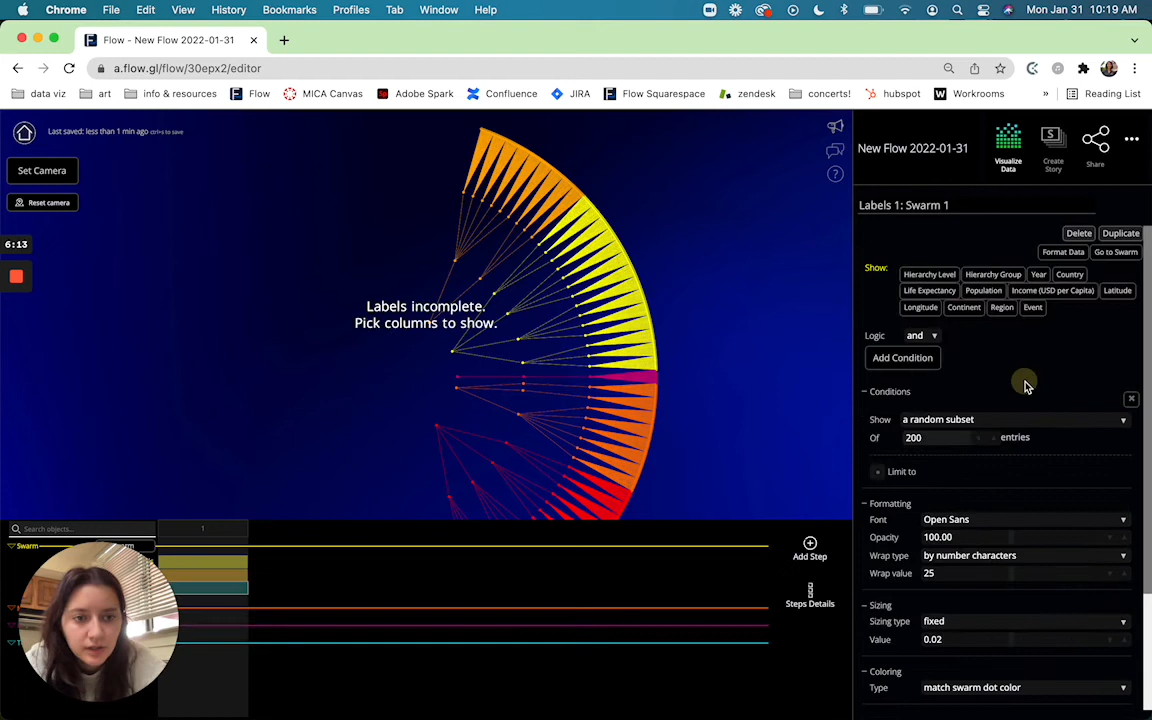 Chrome File Edit View History Bookmarks Profiles Tab Window Help Mon Jan 31 10:19 AM
Flow - New Flow 2022-01-31
a.flow.gl/flow/30epx2/editor
data viz art info & resources Flow MICA Canvas Adobe Spark Confluence JIRA Flow Squarespace zendesk concerts! hubspot Workrooms » Reading List
Last saved: less than 1 min ago ctrl+s to save
Set Camera
Reset camera
6:13
Labels incomplete.
Pick columns to show.
New Flow 2022-01-31
Visualize Data
Create Story
Share
Labels 1: Swarm 1
Delete Duplicate
Format Data Go to Swarm
Show: Hierarchy Level Hierarchy Group Year Country
Life Expectancy Population Income (USD per Capita) Latitude
Longitude Continent Region Event
Logic and
Add Condition
Conditions
Show a random subset
Of 200 entries
Limit to
Formatting
Font Open Sans
Opacity 100.00
Wrap type by number characters
Wrap value 25
Sizing
Sizing type fixed
Value 0.02
Coloring
Type match swarm dot color
Search objects... 1
Swarm
Add Step
Steps Details